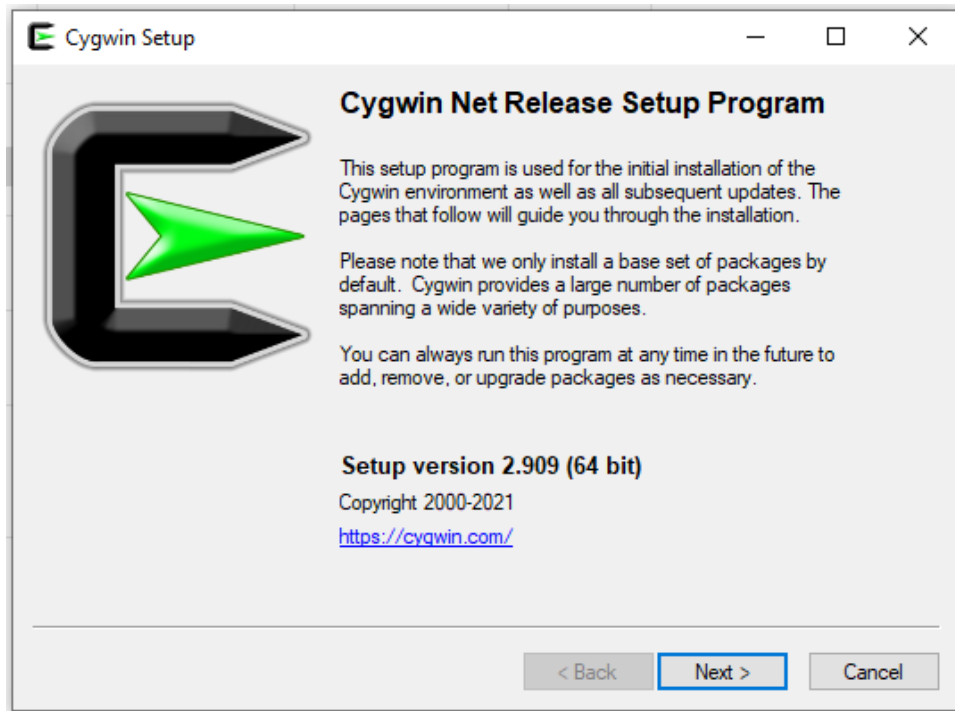 Cygwin Setup
Cygwin Net Release Setup Program
This setup program is used for the initial installation of the
Cygwin environment as well as all subsequent updates. The
pages that follow will guide you through the installation.
Please note that we only install a base set of packages by
default. Cygwin provides a large number of packages
spanning a wide variety of purposes.
You can always run this program at any time in the future to
add, remove, or upgrade packages as necessary.
Setup version 2.909 (64 bit)
Copyright 2000-2021
https://cygwin.com/
< Back Next > Cancel